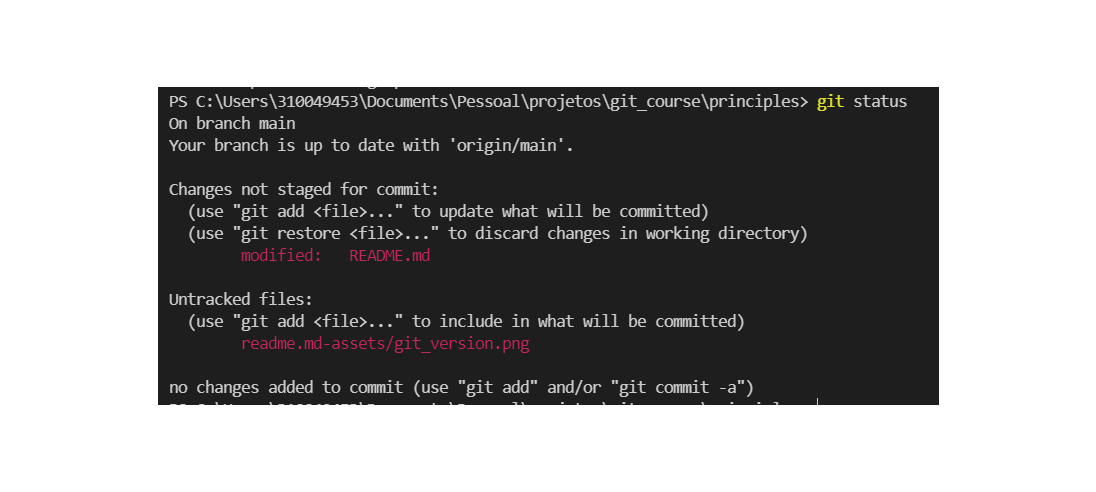 PS C:\Users\310049453\Documents\Pessoal\projetos\git_course\principles> git status
On branch main
Your branch is up to date with 'origin/main'.
Changes not staged for commit:
(use "git add <file>..." to update what will be committed)
(use "git restore <file>..." to discard changes in working directory)
modified: README.md
Untracked files:
(use "git add <file>..." to include in what will be committed)
readme.md-assets/git_version.png
no changes added to commit (use "git add" and/or "git commit -a")